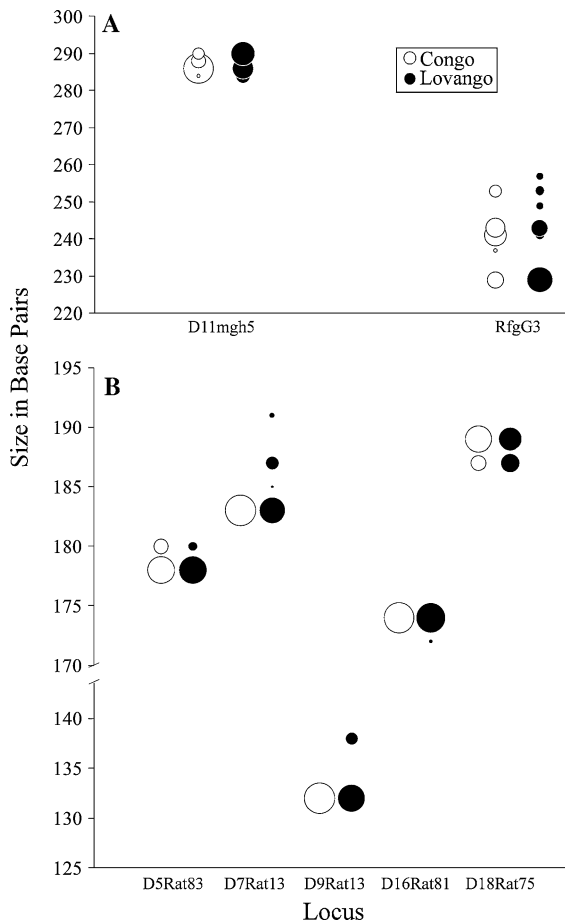 A
300
290
280
270
260
250
240
230
220
Congo
Lovango
D11mgh5
RfgG3
Size in Base Pairs
B
195
190
185
180
175
170
140
135
130
125
D5Rat83
D7Rat13
D9Rat13
D16Rat81
D18Rat75
Locus